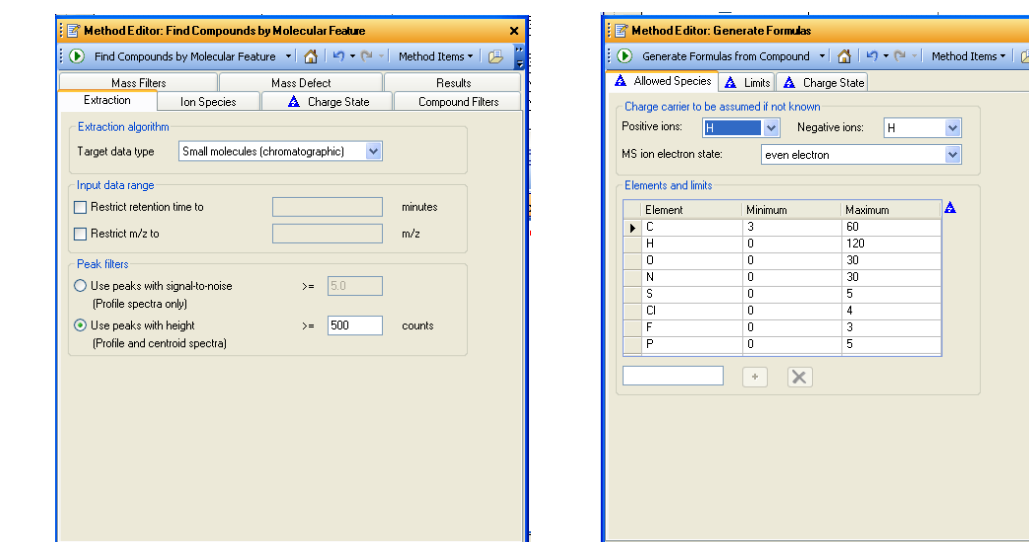 Method Editor: Find Compounds by Molecular Feature
Find Compounds by Molecular Feature
Method Items
Mass Filters
Mass Defect
Results
Extraction
Ion Species
Charge State
Compound Filters
Extraction algorithm
Target data type Small molecules (chromatographic)
Input data range
Restrict retention time to minutes
Restrict m/z to m/z
Peak filters
Use peaks with signal-to-noise >= 5.0
(Profile spectra only)
Use peaks with height >= 500 counts
(Profile and centroid spectra)
Method Editor: Generate Formulas
Generate Formulas from Compound
Method Items
Allowed Species
Limits
Charge State
Charge carrier to be assumed if not known
Positive ions: H Negative ions: H
MS ion electron state: even electron
Elements and limits
Element Minimum Maximum
C 3 60
H 0 120
O 0 30
N 0 30
S 0 5
Cl 0 4
F 0 3
P 0 5